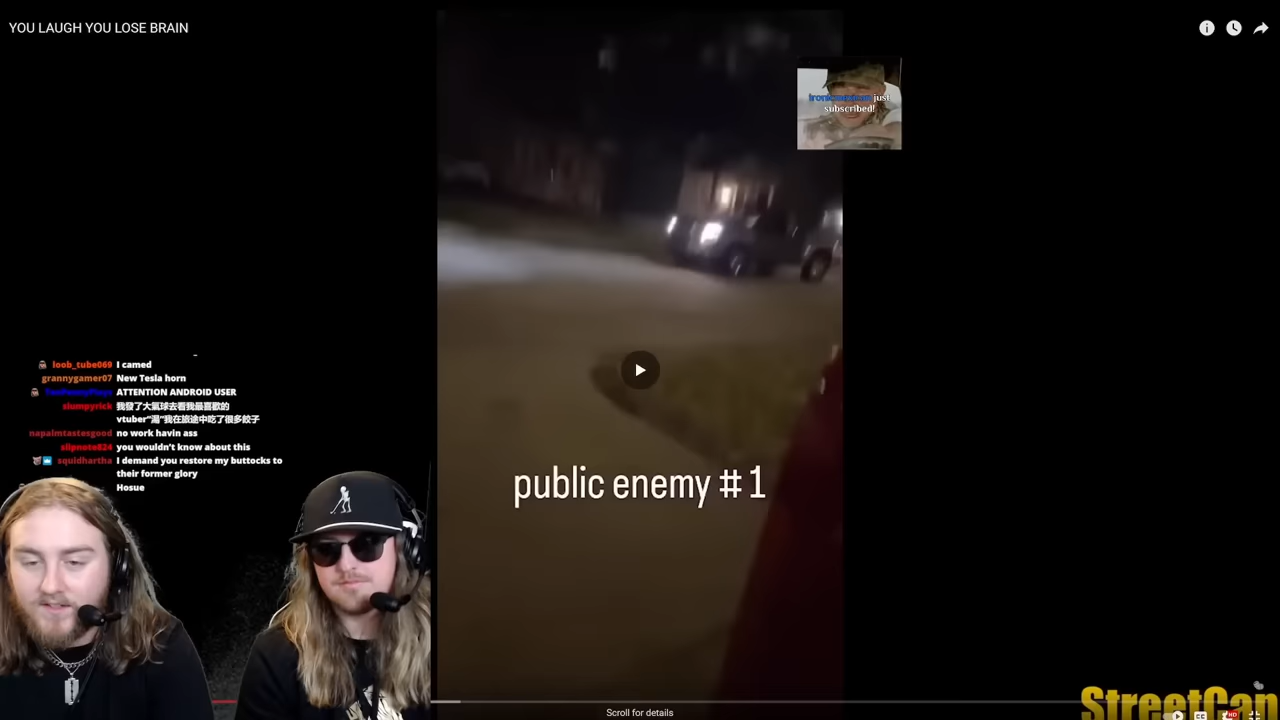 YOU LAUGH YOU LOSE BRAIN
just
subscribed!
loob_tube069 I camed
grannygamer07 New Tesla horn
ATTENTION ANDROID USER
slumpyrick 我發了大氣球去看我最喜歡的
vtuber"湯"我在旅途中吃了很多餃子
napalmtastesgood no work havin ass
slipnote824 you wouldn't know about this
squidhartha I demand you restore my buttocks to
their former glory
Hosue
public enemy #1
StreetCap
Scroll for details